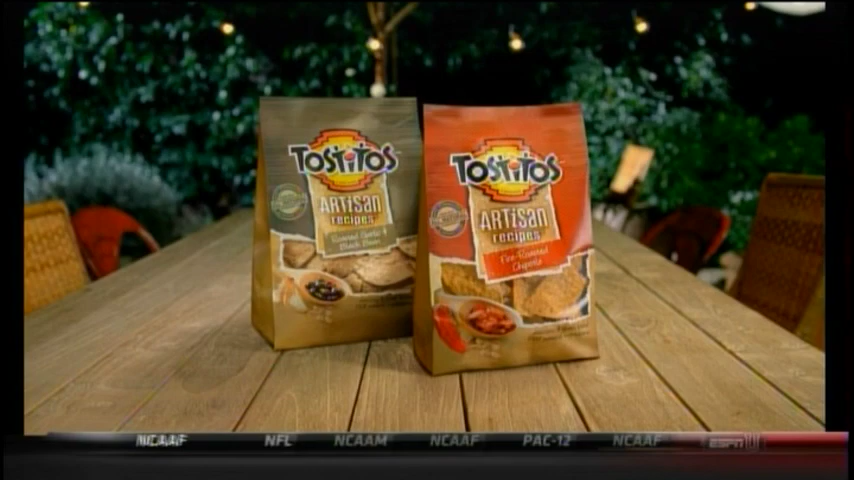 TOSTITOS
ARTISAN
recipes
Roasted Garlic &
Black Bean
TOSTITOS
ARTISAN
recipes
Fire-Roasted
Chipotle
NCAAF NFL NCAAM NCAAF PAC-12 NCAAF ESPN